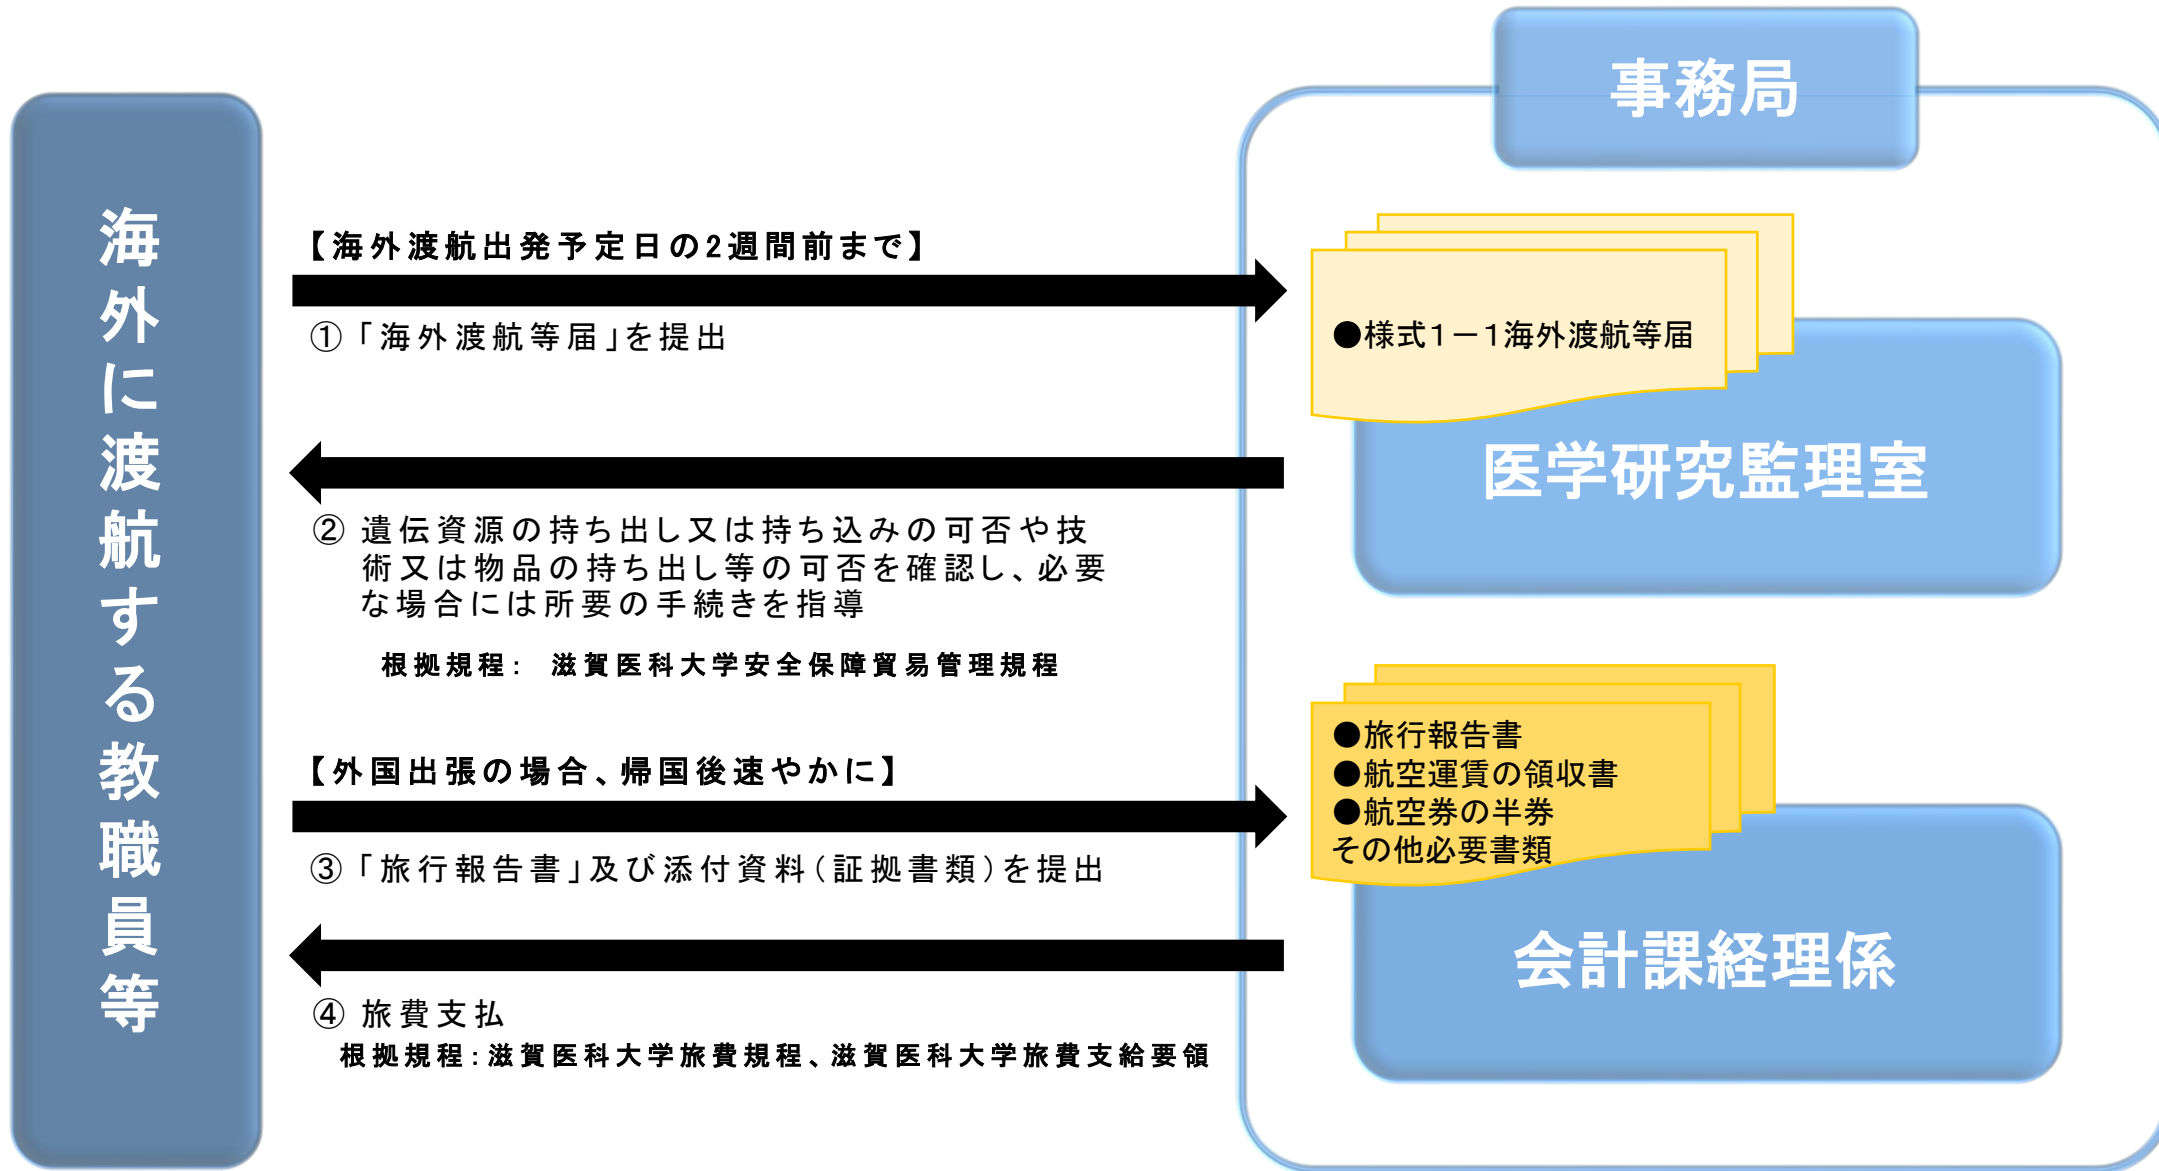 事務局
海外に渡航する教職員等
【海外渡航出発予定日の2週間前まで】
①「海外渡航等届」を提出
●様式1－1海外渡航等届
医学研究監理室
② 遺伝資源の持ち出し又は持ち込みの可否や技
術又は物品の持ち出し等の可否を確認し、必要
な場合には所要の手続きを指導
根拠規程： 滋賀医科大学安全保障貿易管理規程
【外国出張の場合、帰国後速やかに】
③「旅行報告書」及び添付資料（証拠書類）を提出
●旅行報告書
●航空運賃の領収書
●航空券の半券
その他必要書類
会計課経理係
④ 旅費支払
根拠規程：滋賀医科大学旅費規程、滋賀医科大学旅費支給要領